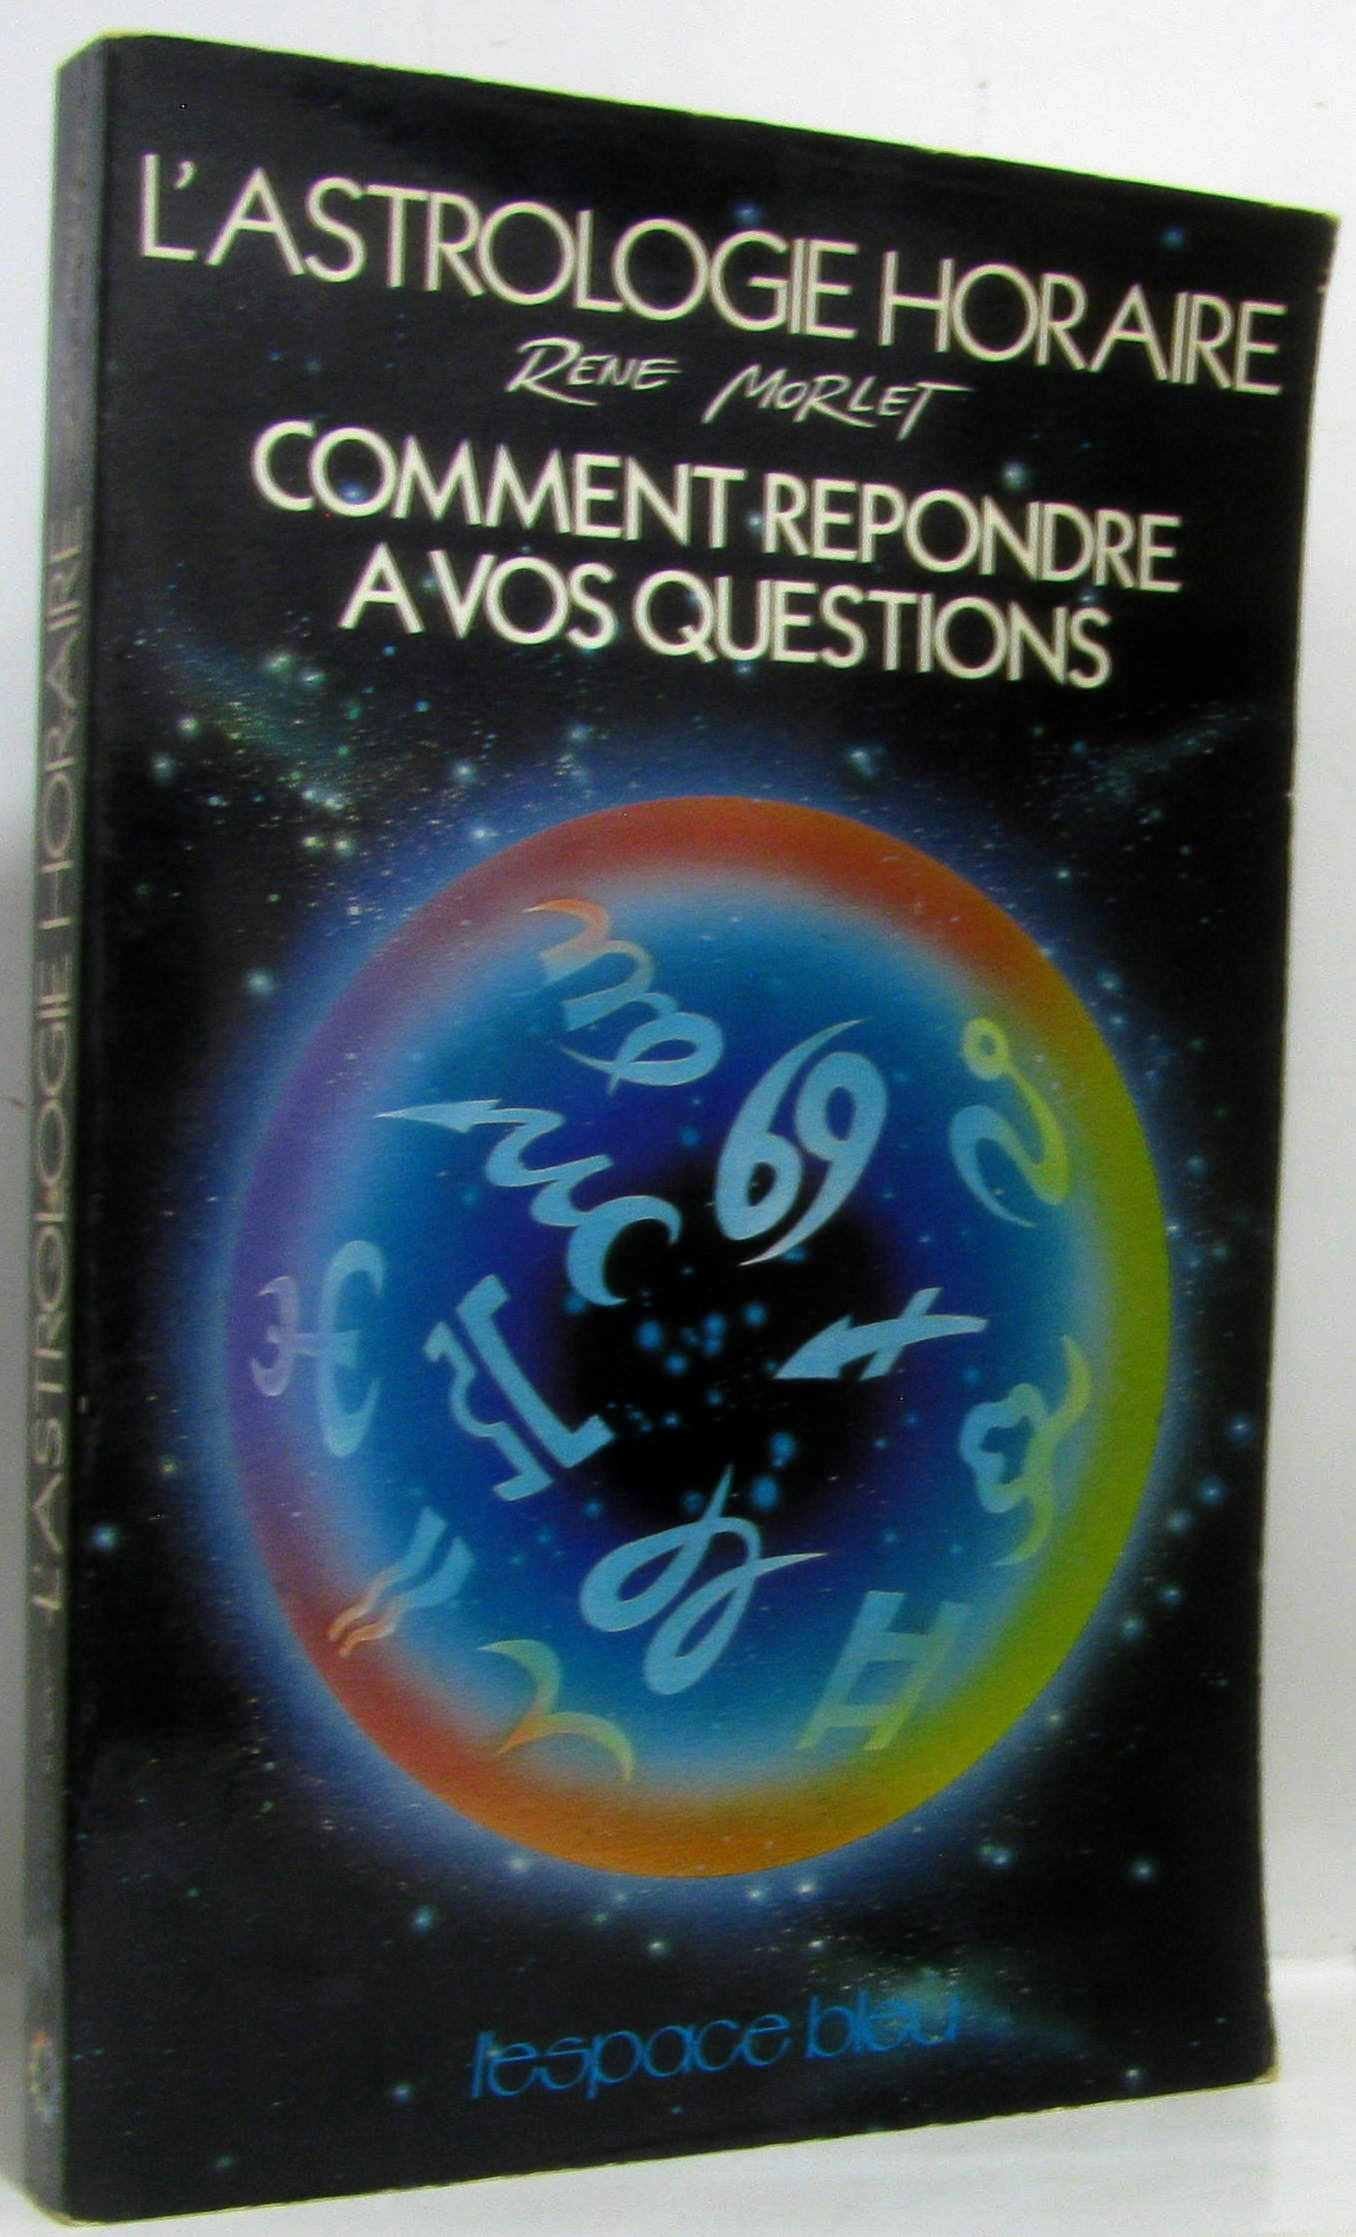 L'ASTROLOGIE HORAIRE
RENE MORLET
COMMENT REPONDRE
A VOS QUESTIONS
l'espace bleu
L'ASTROLOGIE HORAIRE